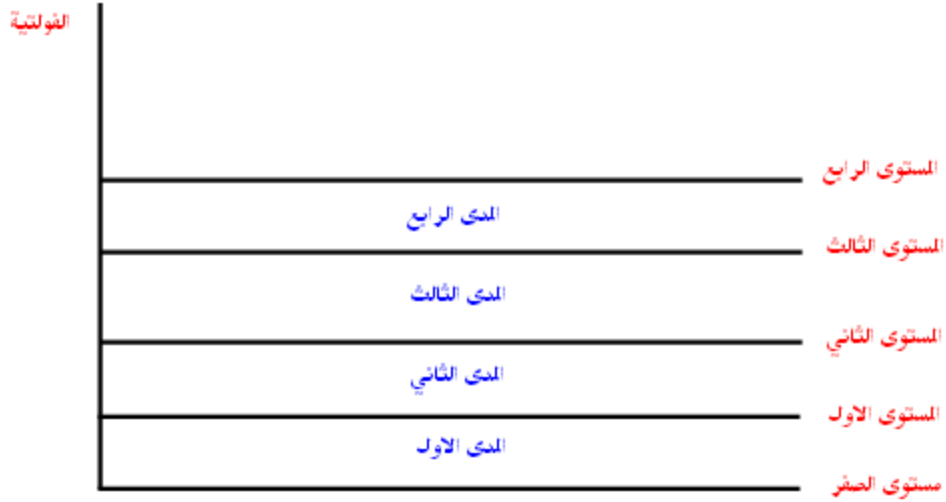 الفولتية
المستوى الرابع
المدى الرابع
المستوى الثالث
المدى الثالث
المستوى الثاني
المدى الثاني
المستوى الاول
المدى الاول
مستوى الصفر